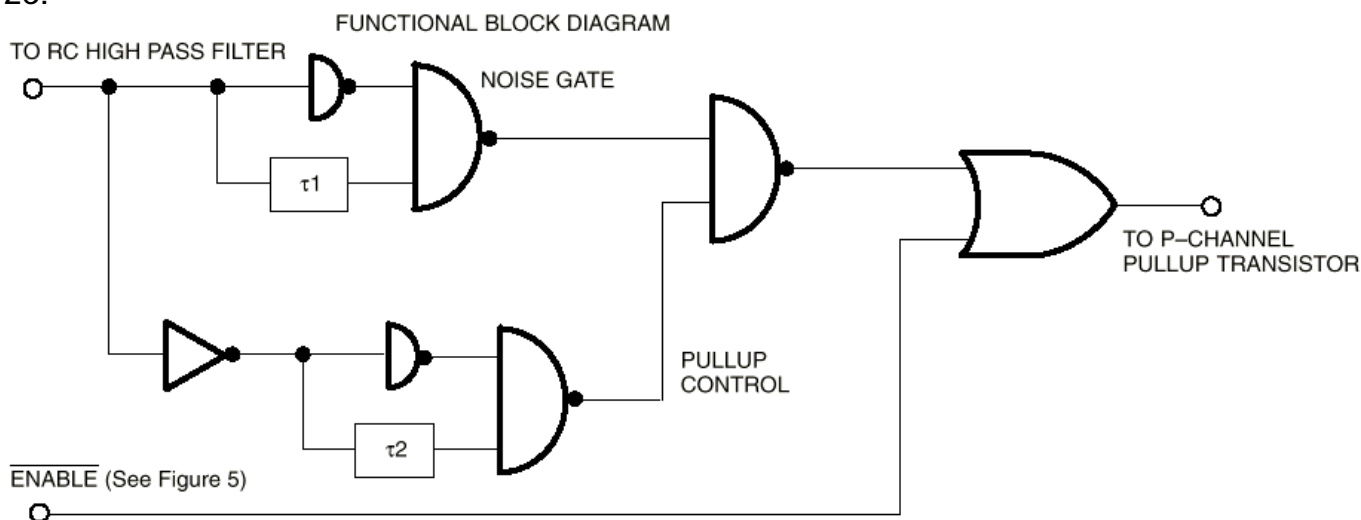 FUNCTIONAL BLOCK DIAGRAM
TO RC HIGH PASS FILTER
NOISE GATE
τ1
TO P–CHANNEL
PULLUP TRANSISTOR
PULLUP
CONTROL
τ2
ENABLE (See Figure 5)